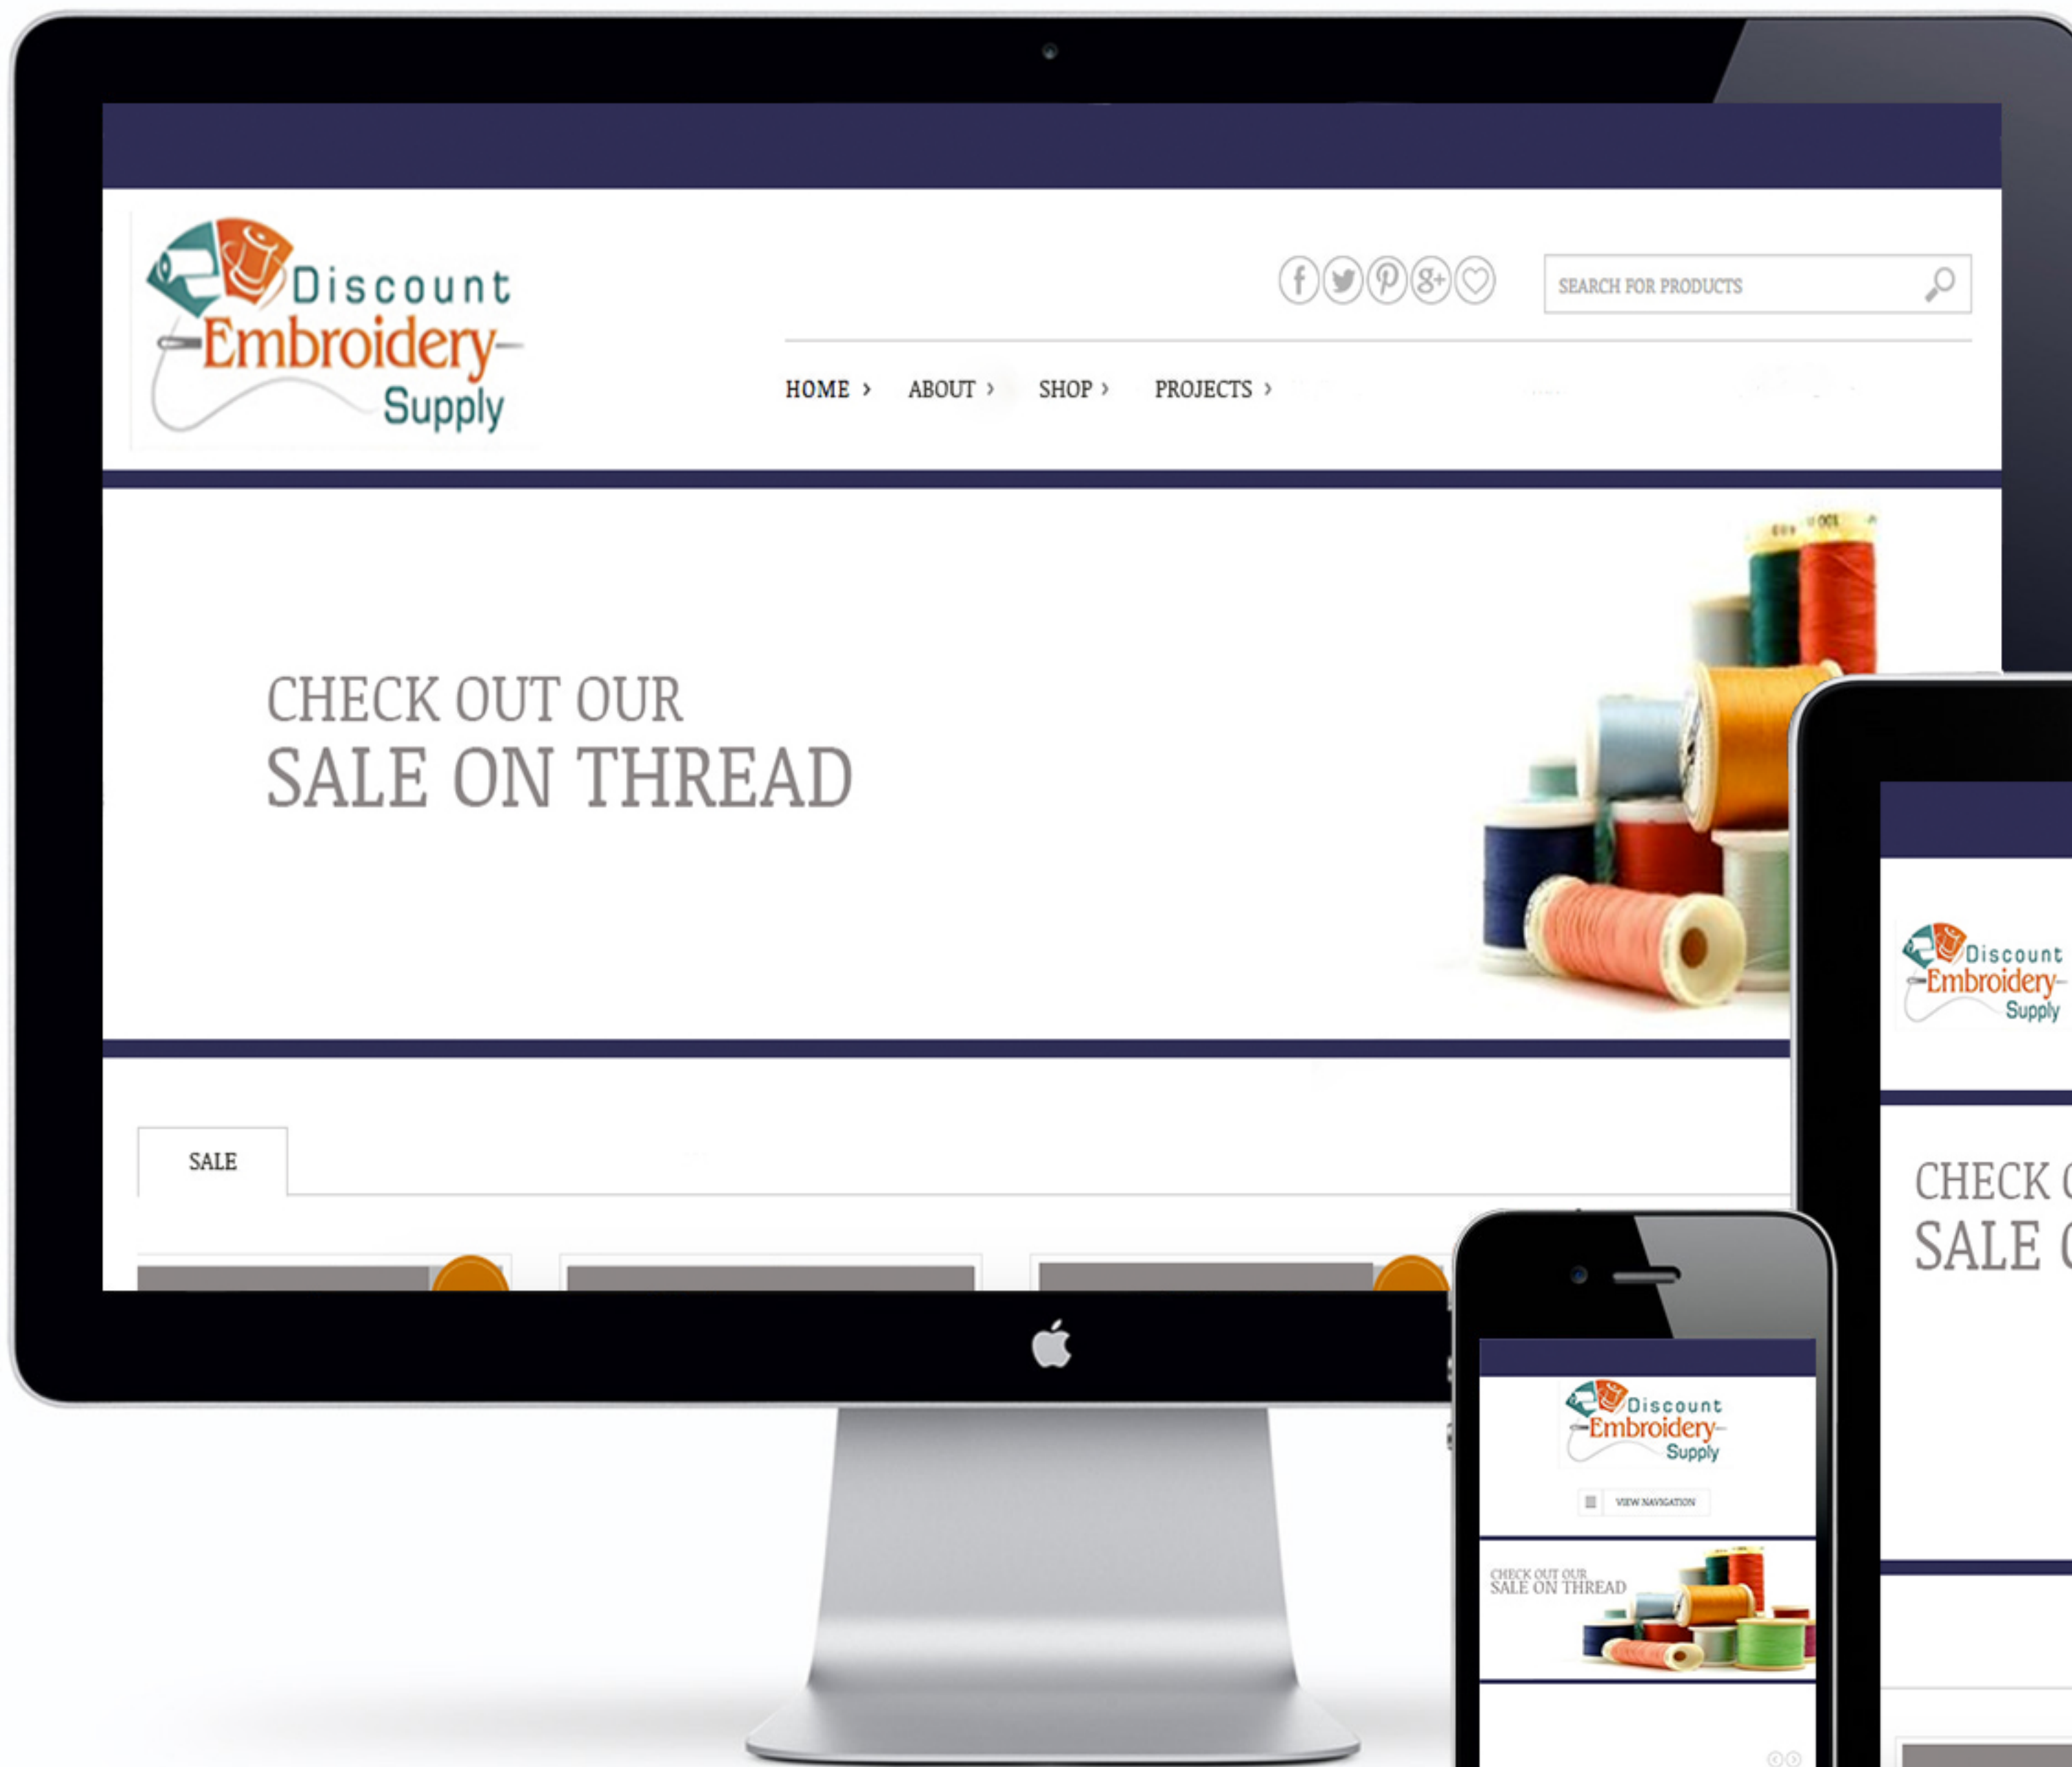 Discount
Embroidery
Supply
SEARCH FOR PRODUCTS
HOME > ABOUT > SHOP > PROJECTS >
CHECK OUT OUR
SALE ON THREAD
SALE
Discount
Embroidery
Supply
CHECK
SALE
Discount
Embroidery
Supply
VIEW NAVIGATION
CHECK OUT OUR
SALE ON THREAD